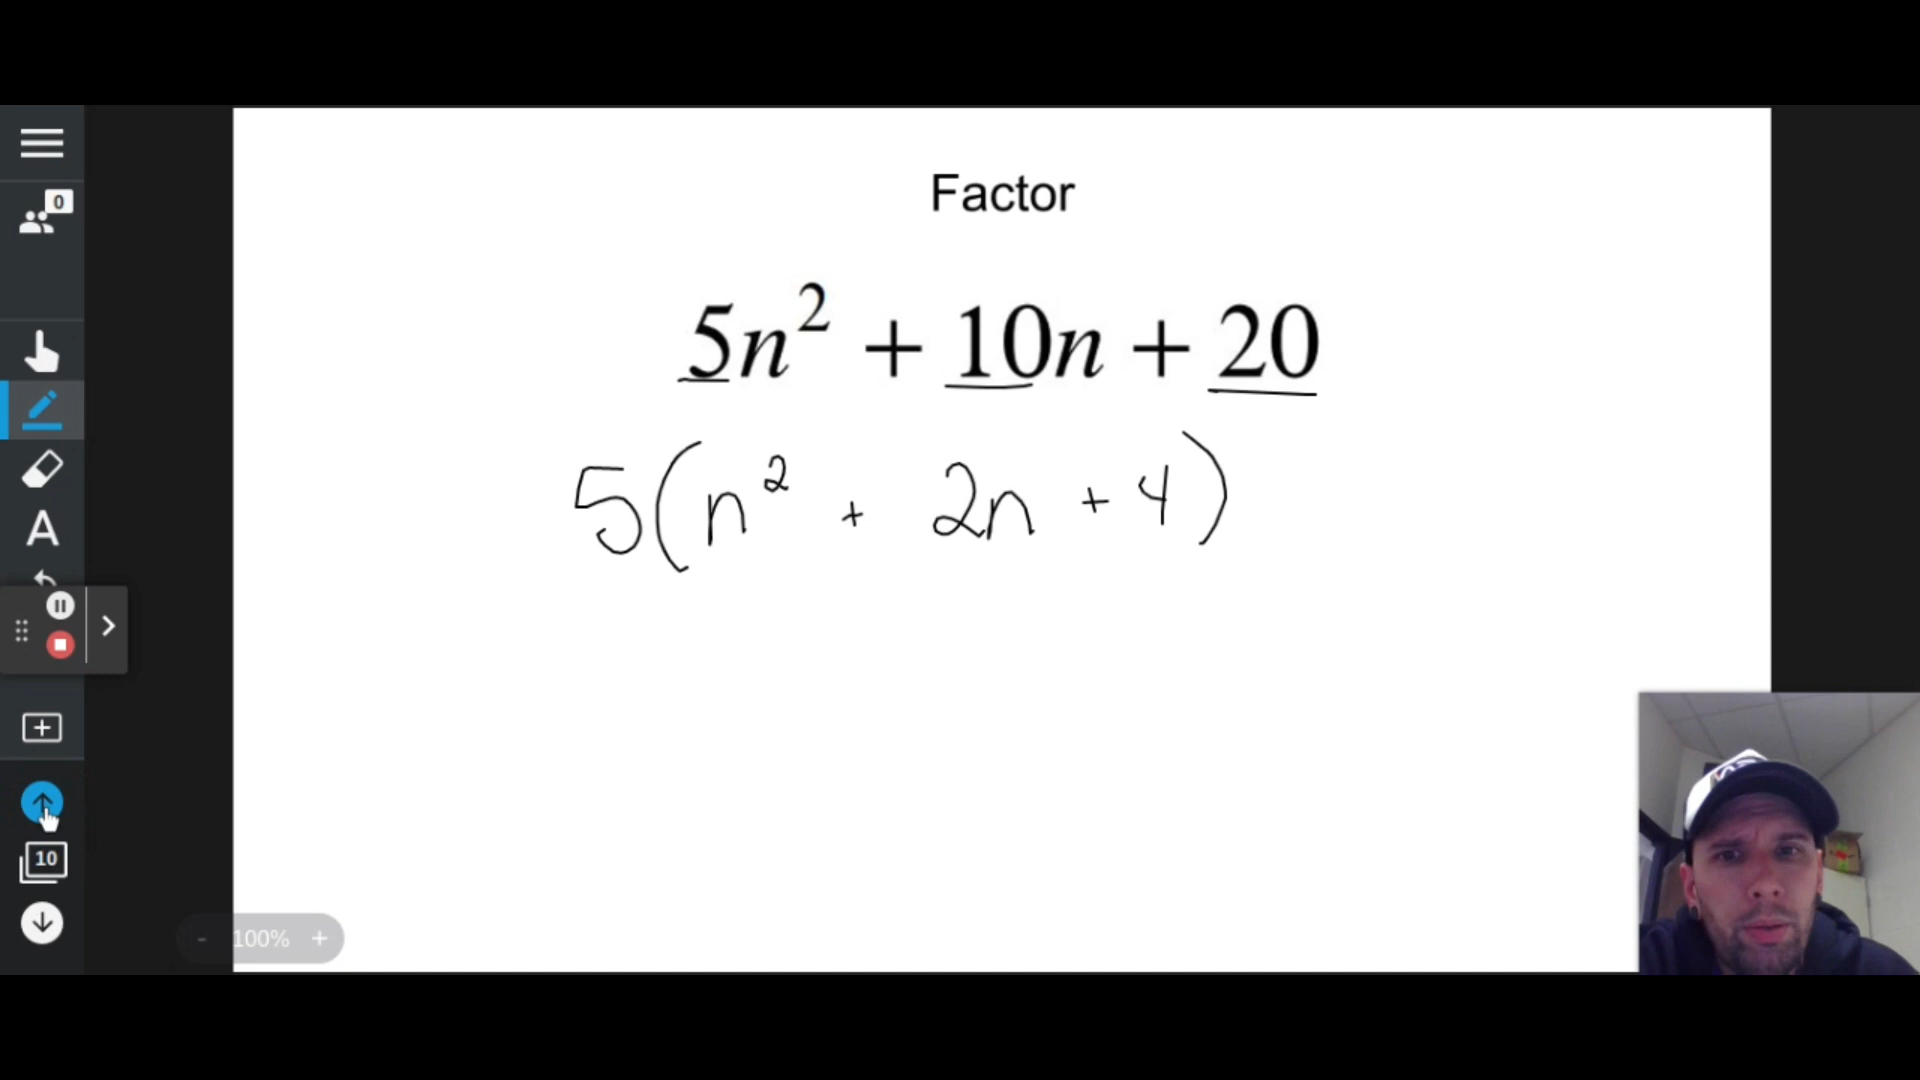 0
Factor
5n² + 10n + 20
5(n² + 2n + 4)
A
10
- 100% +